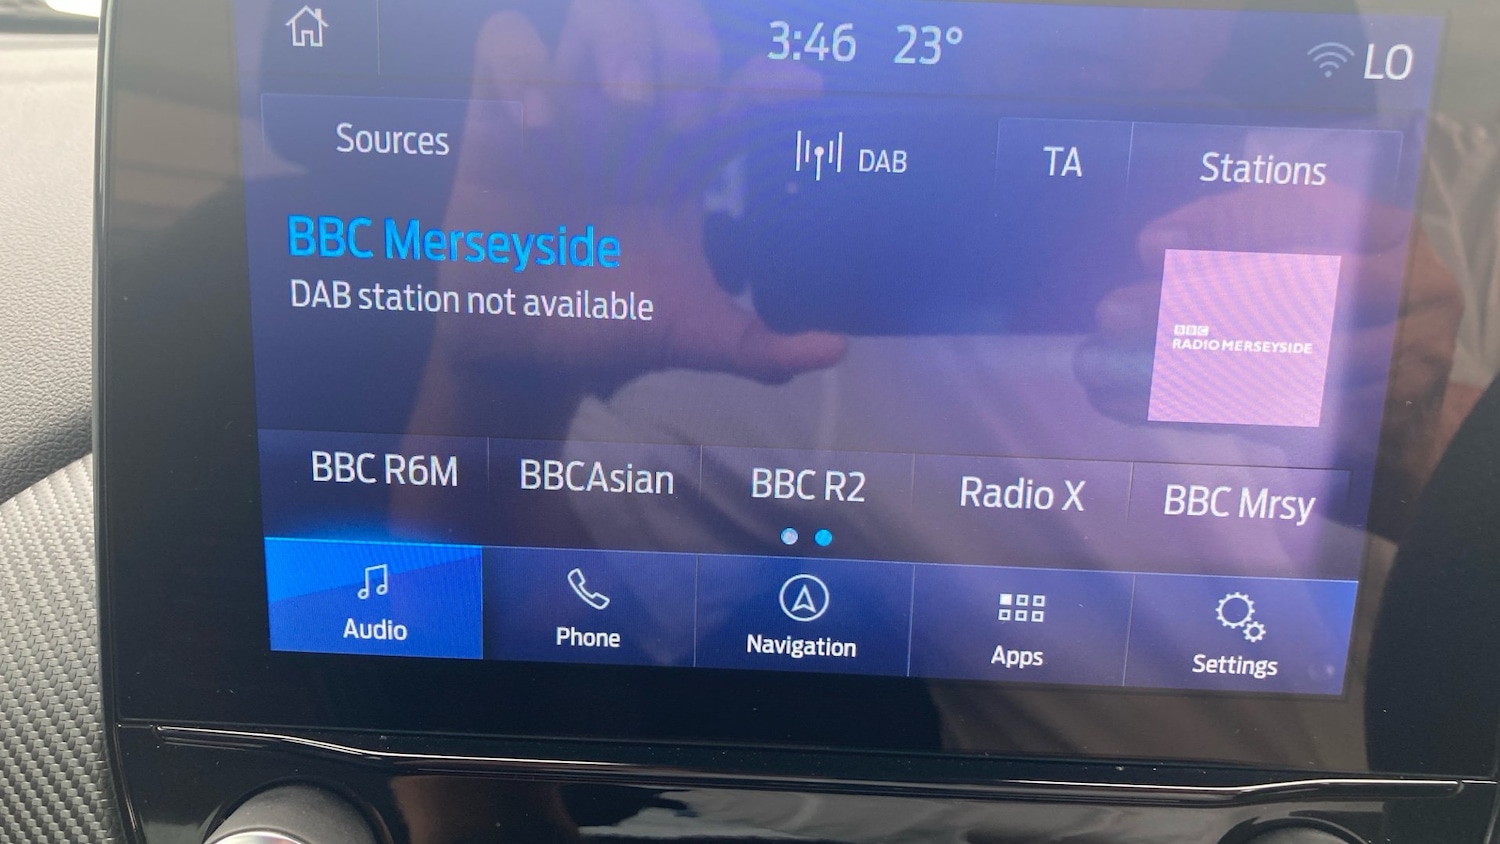 3:46 23° LO
Sources DAB TA Stations
BBC Merseyside
DAB station not available
BBC
RADIO MERSEYSIDE
BBC R6M BBCAsian BBC R2 Radio X BBC Mrsy
Audio Phone Navigation Apps Settings